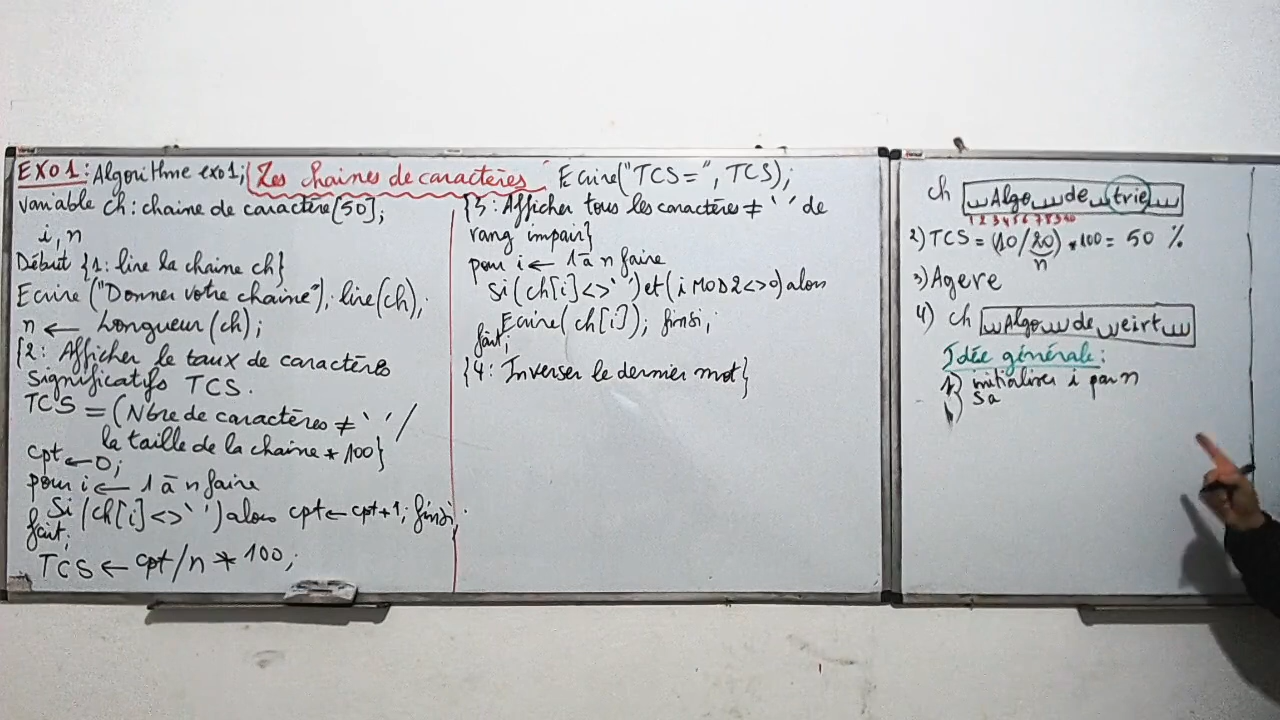 EXO1: Algorithme exo1; Les chaines de caractères
variable ch: chaine de caractère[50];
i, n
Début {1: lire la chaine ch}
Ecrire ("Donner votre chaine"); lire(ch);
n ← Longueur(ch);
{2: Afficher le taux de caractères
significatifs TCS.
TCS = (Nbre de caractères ≠ ' ' /
la taille de la chaine * 100}
cpt ← 0;
pour i ← 1 à n faire
Si (ch[i] <> ' ') alors cpt ← cpt+1; finsi;
fait;
TCS ← cpt/n * 100;
Ecrire("TCS=", TCS);
{3: Afficher tous les caractères ≠ ' ' de
rang impair}
pour i ← 1 à n faire
Si (ch[i] <> ' ') et (i MOD 2 <> 0) alors
Ecrire(ch[i]); finsi;
fait;
{4: Inverser le dernier mot}
ch ␣Algo␣␣de␣trie␣␣
1 2 3 4 5 6 7 8 9 10
2) TCS = (10/20) * 100 = 50 %
n
3) Agere
4) ch ␣Algo␣␣de␣eirt␣␣
Idée générale:
1) initialiser i par n
) Sa